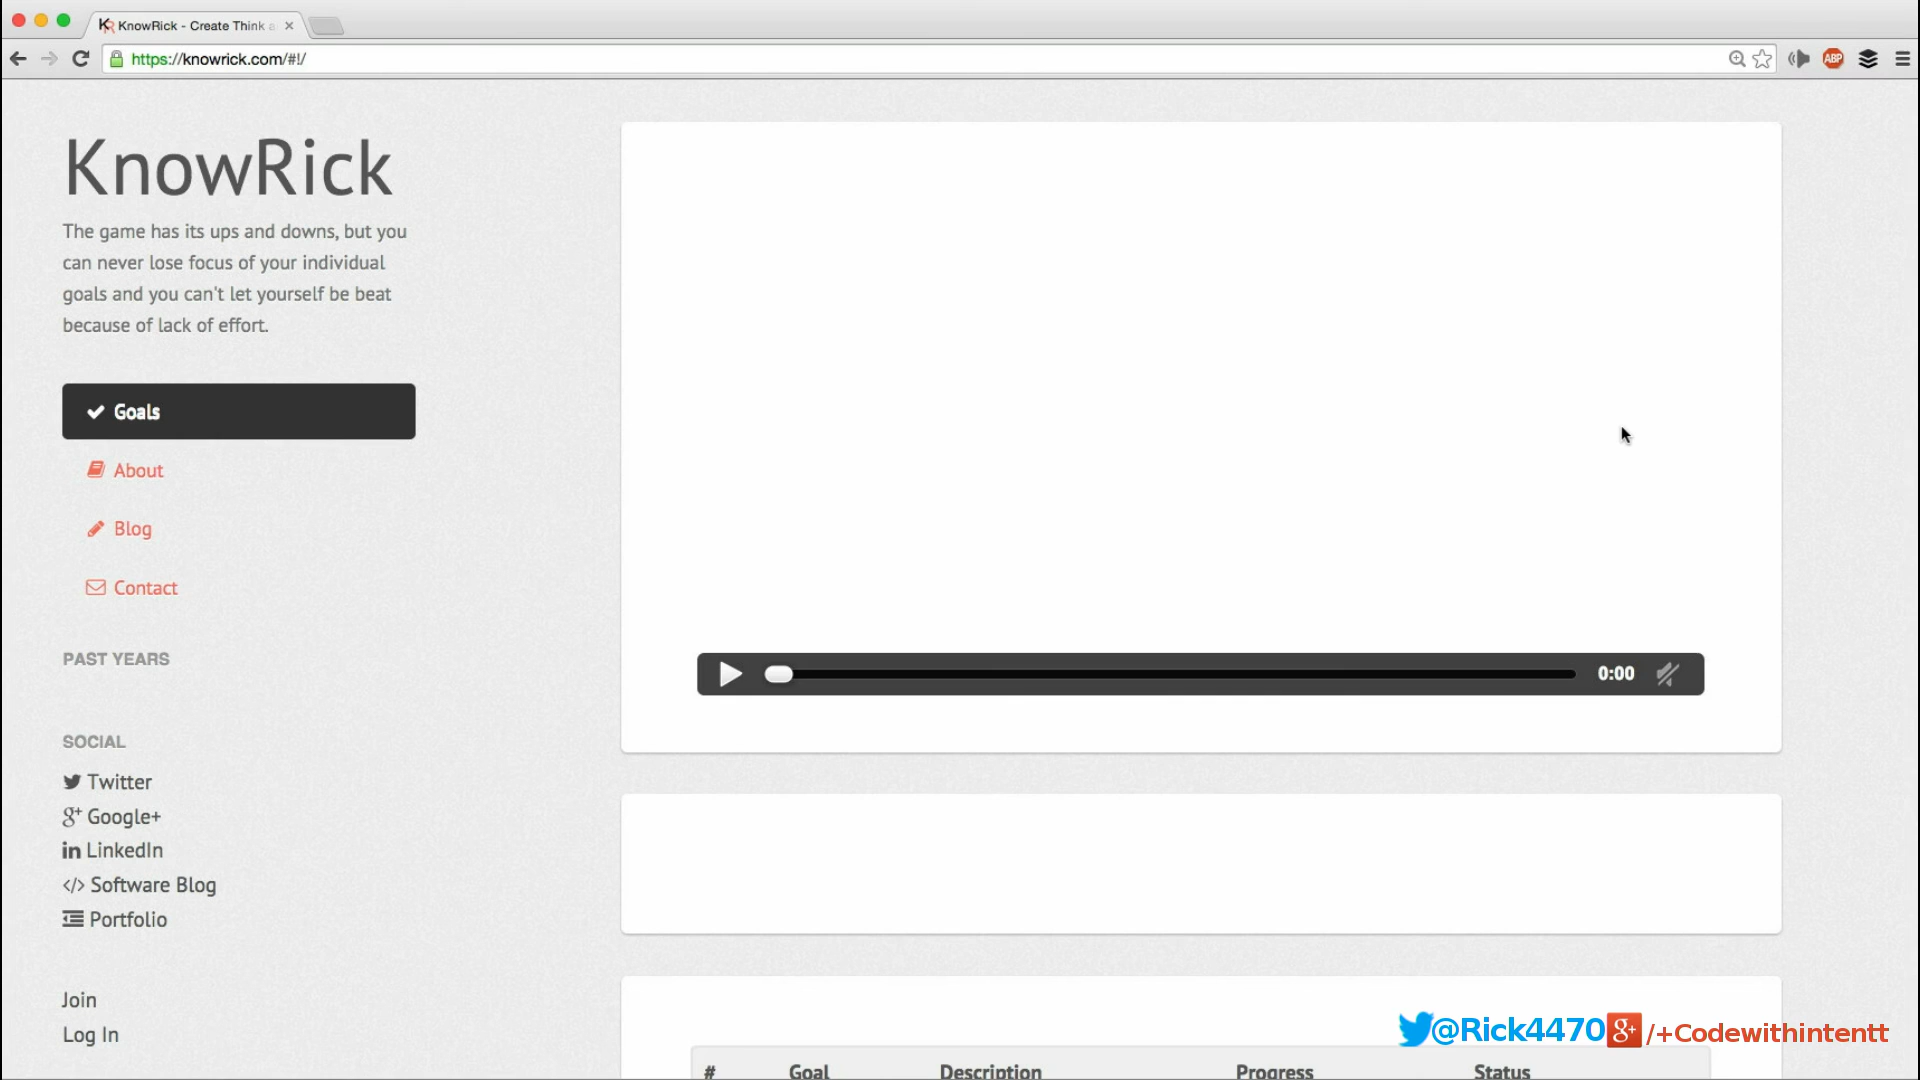 KnowRick - Create Think a
https://knowrick.com/#!/
ABP
KnowRick
The game has its ups and downs, but you
can never lose focus of your individual
goals and you can't let yourself be beat
because of lack of effort.
Goals
About
Blog
Contact
PAST YEARS
SOCIAL
Twitter
Google+
LinkedIn
Software Blog
Portfolio
Join
Log In
0:00
@Rick4470 g+ /+Codewithintentt
# Goal Description Progress Status